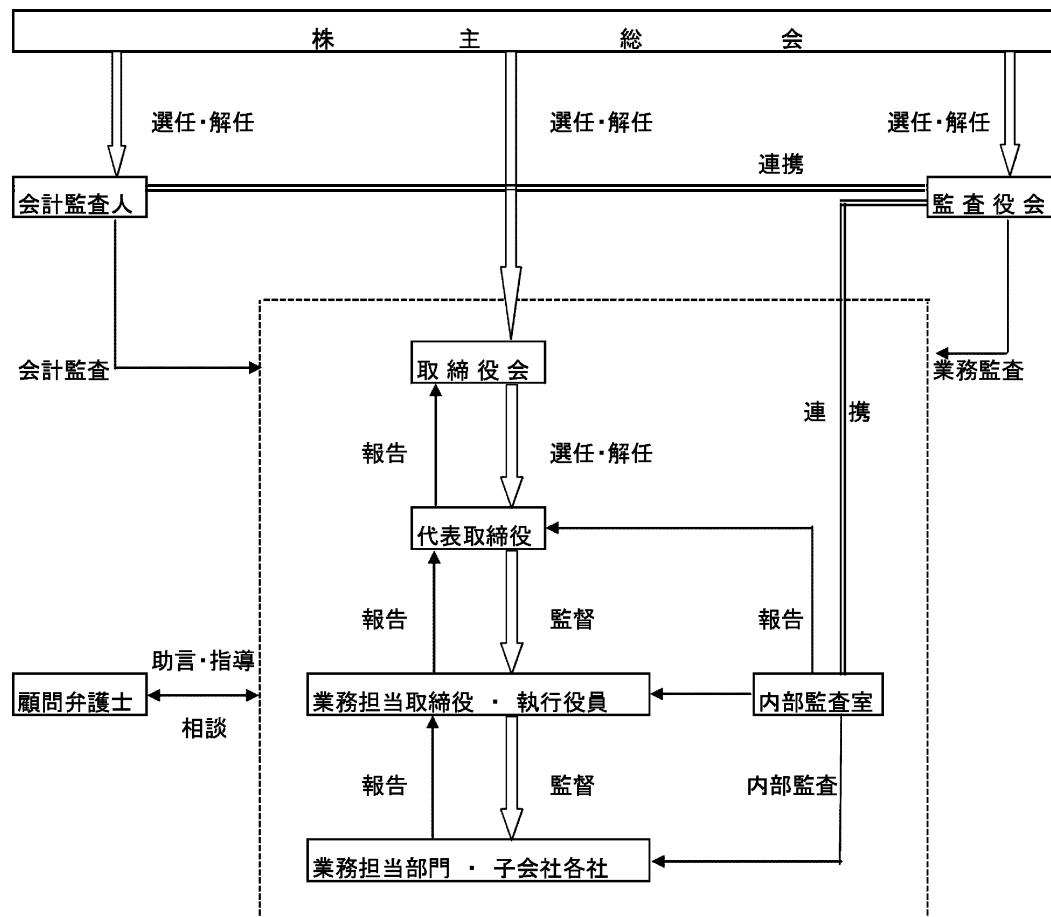 株主総会
選任・解任
選任・解任
選任・解任
連携
会計監査人
監査役会
会計監査
取締役会
業務監査
連携
報告
選任・解任
代表取締役
報告
監督
報告
助言・指導
顧問弁護士
業務担当取締役 ・ 執行役員
内部監査室
相談
報告
監督
内部監査
業務担当部門 ・ 子会社各社